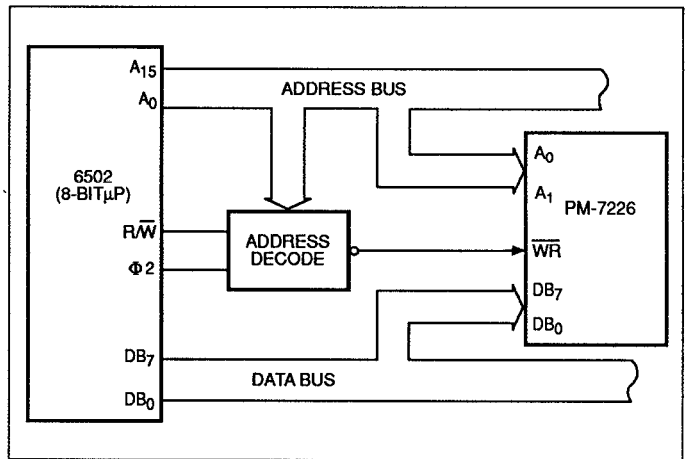 A15
A0
ADDRESS BUS
6502
(8-BITµP)
R/W̅
Φ2
ADDRESS
DECODE
A0
A1
PM-7226
W̅R̅
DB7
DB0
DB7
DATA BUS
DB0